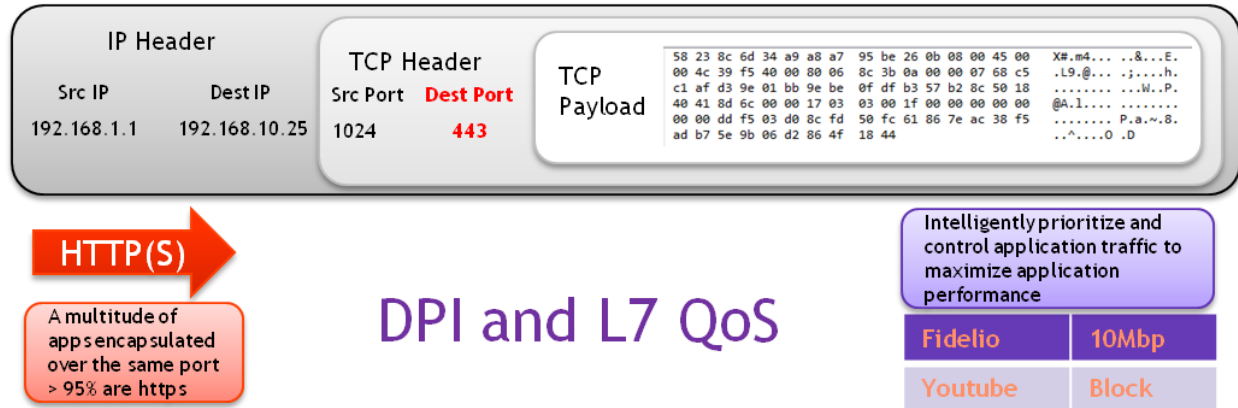 IP Header
Src IP Dest IP
192.168.1.1 192.168.10.25
TCP Header
Src Port Dest Port
1024 443
TCP
Payload
58 23 8c 6d 34 a9 a8 a7 95 be 26 0b 08 00 45 00 X#.m4... ..&...E.
00 4c 39 f5 40 00 80 06 8c 3b 0a 00 00 07 68 c5 .L9.@... .;....h.
c1 af d3 9e 01 bb 9e be 0f df b3 57 b2 8c 50 18 ........ ...W..P.
40 41 8d 6c 00 00 17 03 03 00 1f 00 00 00 00 00 @A.l.... ........
00 00 dd f5 03 d0 8c fd 50 fc 61 86 7e ac 38 f5 ........ P.a.~.8.
ad b7 5e 9b 06 d2 86 4f 18 44 ..^....O .D
HTTP(S)
A multitude of
apps encapsulated
over the same port
> 95% are https
DPI and L7 QoS
Intelligently prioritize and
control application traffic to
maximize application
performance
Fidelio 10Mbp
Youtube Block